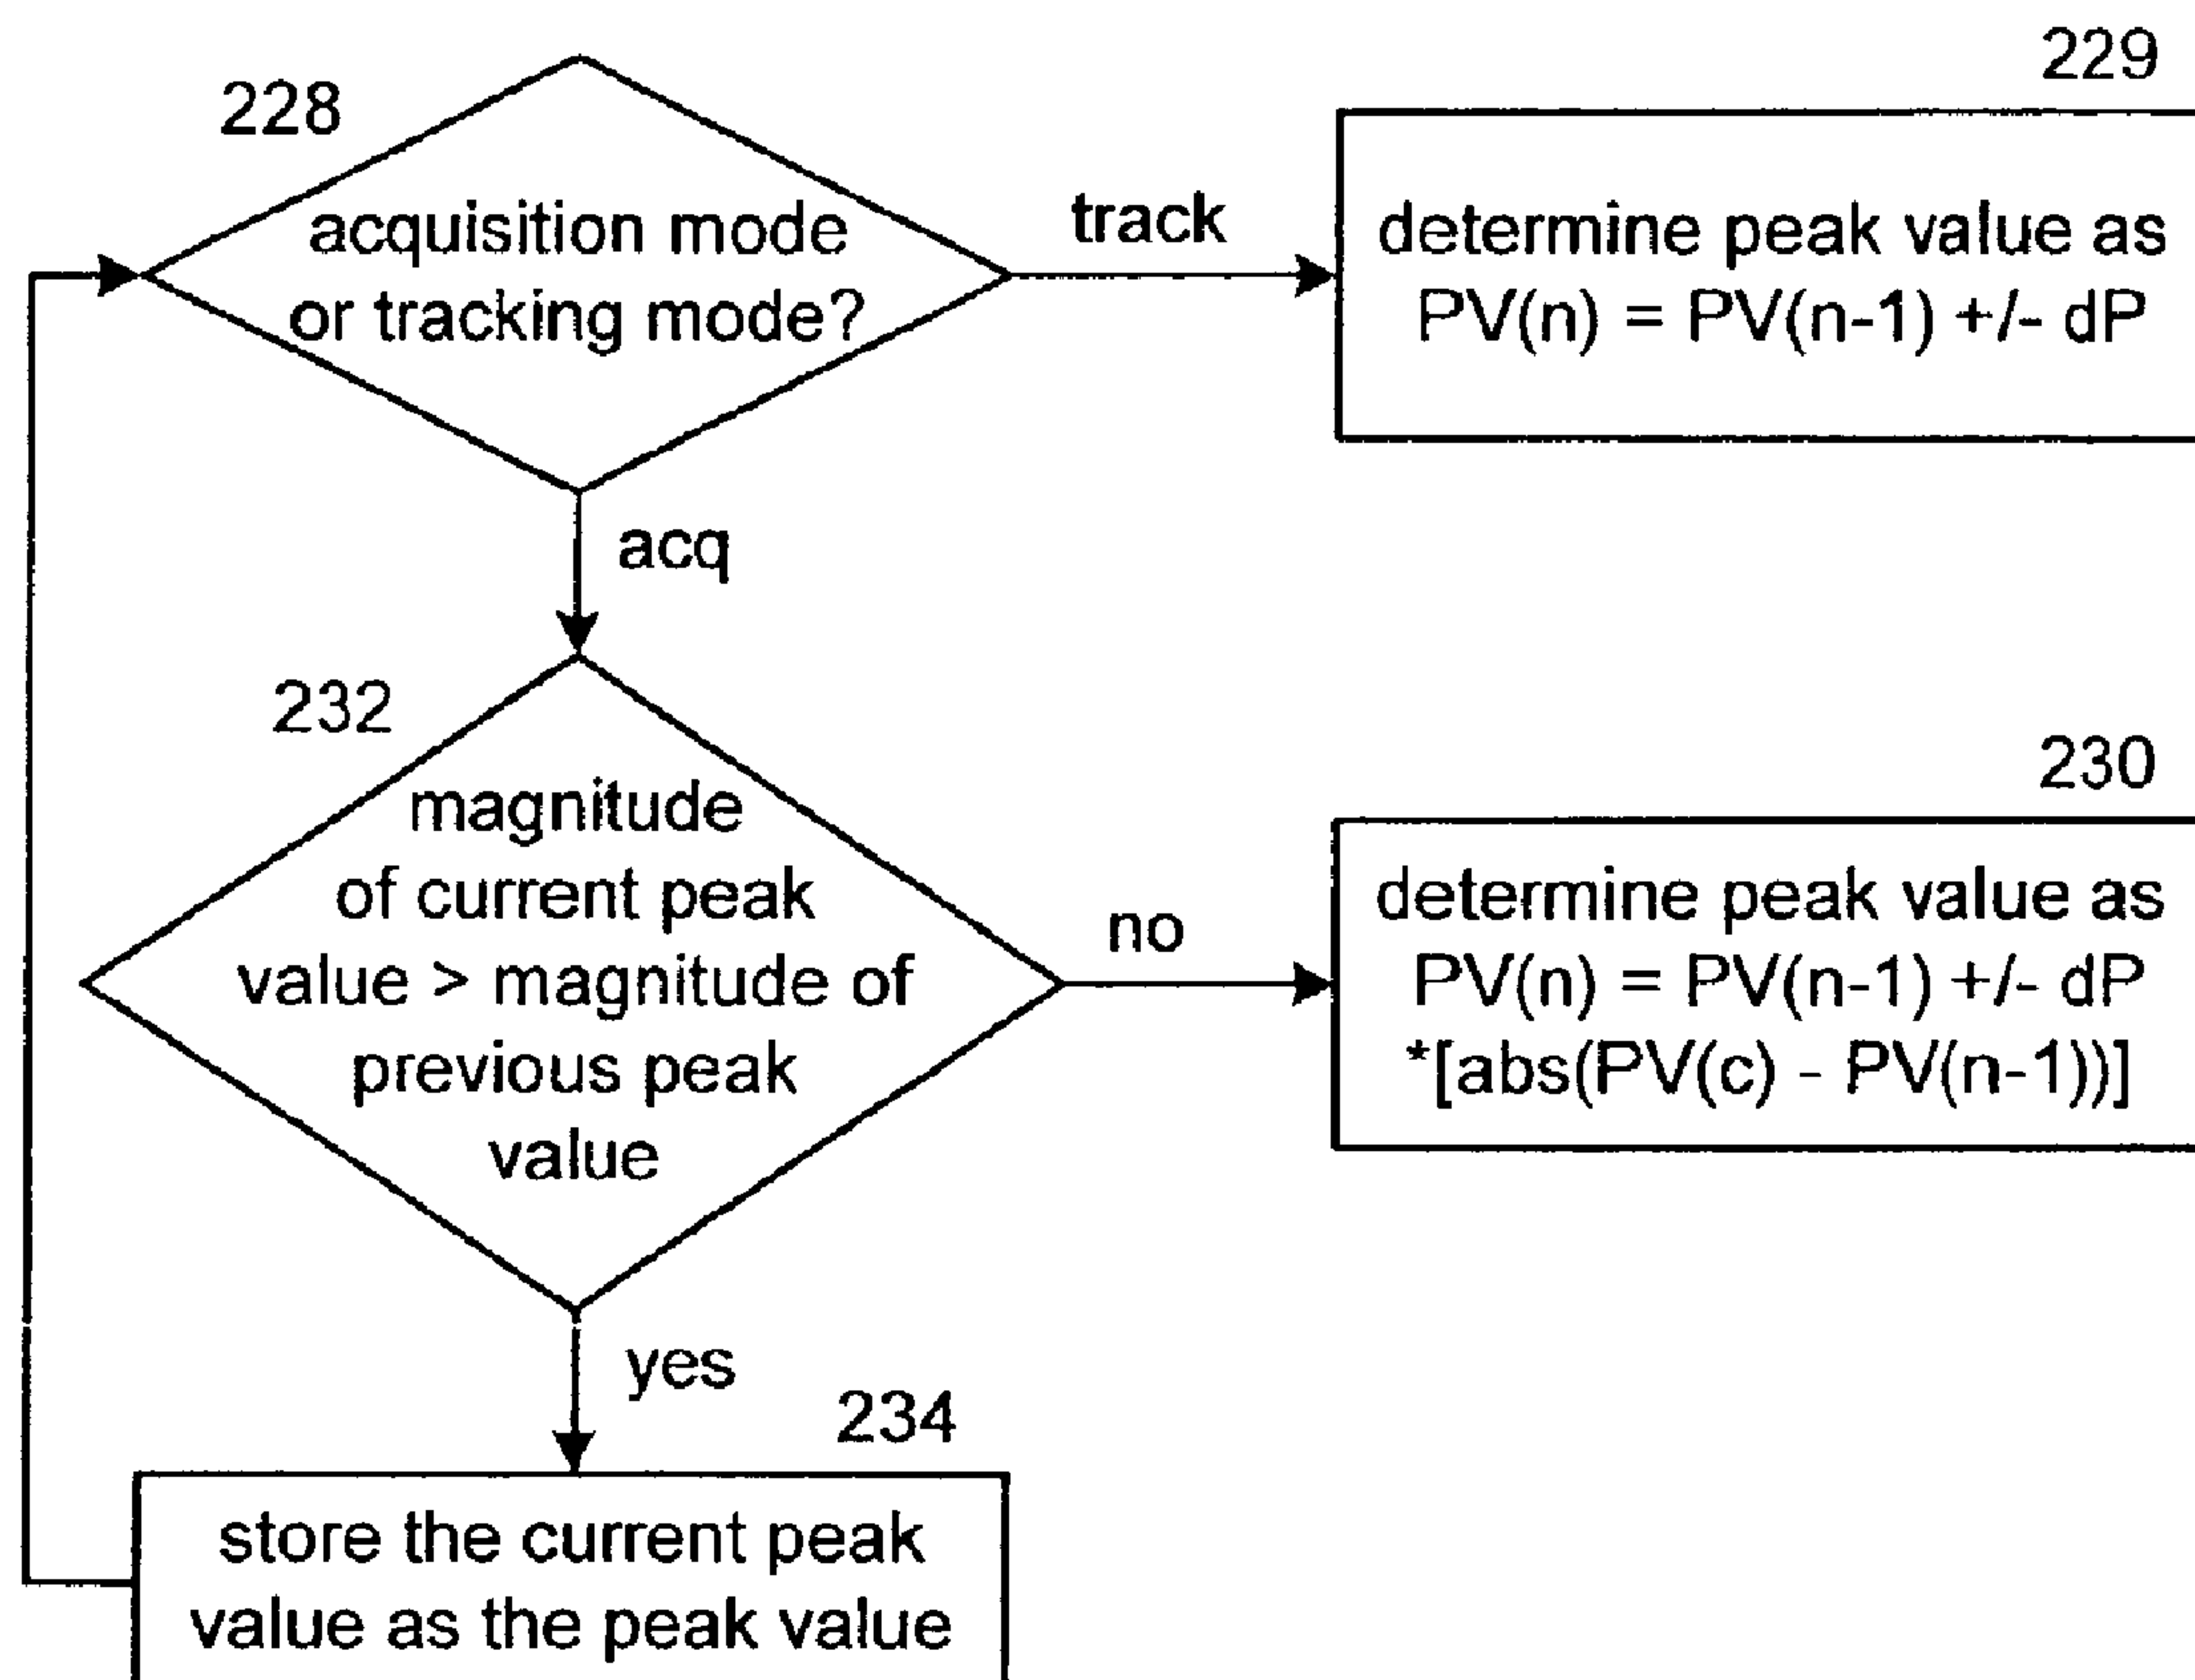 228
acquisition mode
or tracking mode?
track
229
determine peak value as
PV(n) = PV(n-1) +/- dP
acq
232
magnitude
of current peak
value > magnitude of
previous peak
value
no
230
determine peak value as
PV(n) = PV(n-1) +/- dP
*[abs(PV(c) - PV(n-1))]
yes
234
store the current peak
value as the peak value